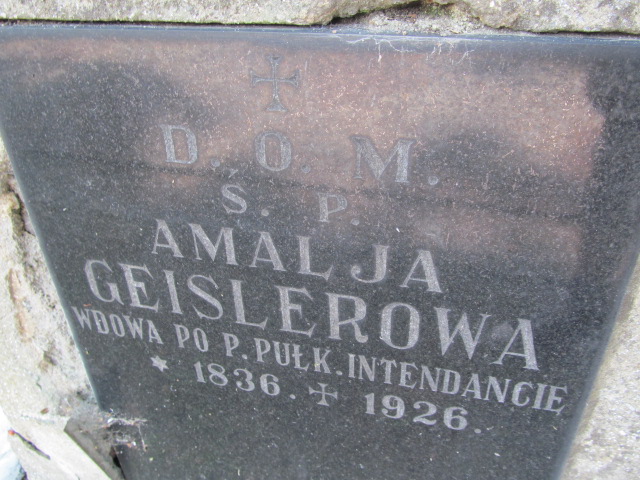 D. O. M.
Ś. P.
AMALJA
GEISLEROWA
WDOWA PO P. PUŁK. INTENDANCIE
* 1836. + 1926.